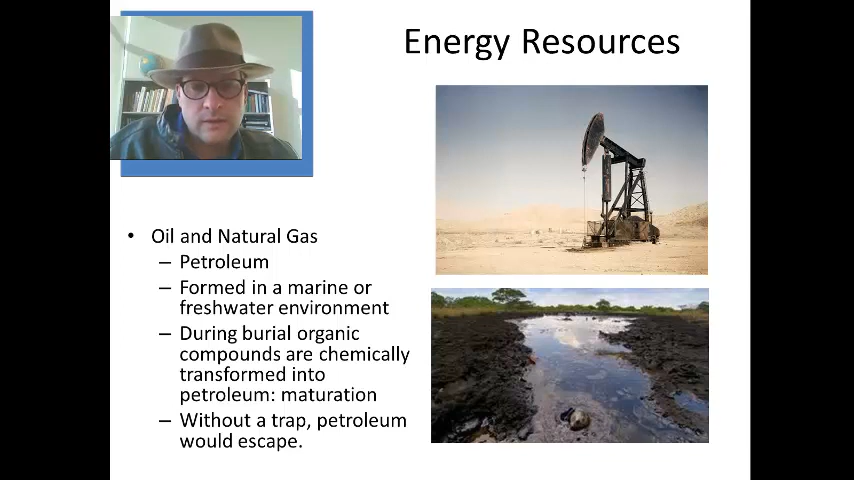 Energy Resources
• Oil and Natural Gas
– Petroleum
– Formed in a marine or
freshwater environment
– During burial organic
compounds are chemically
transformed into
petroleum: maturation
– Without a trap, petroleum
would escape.